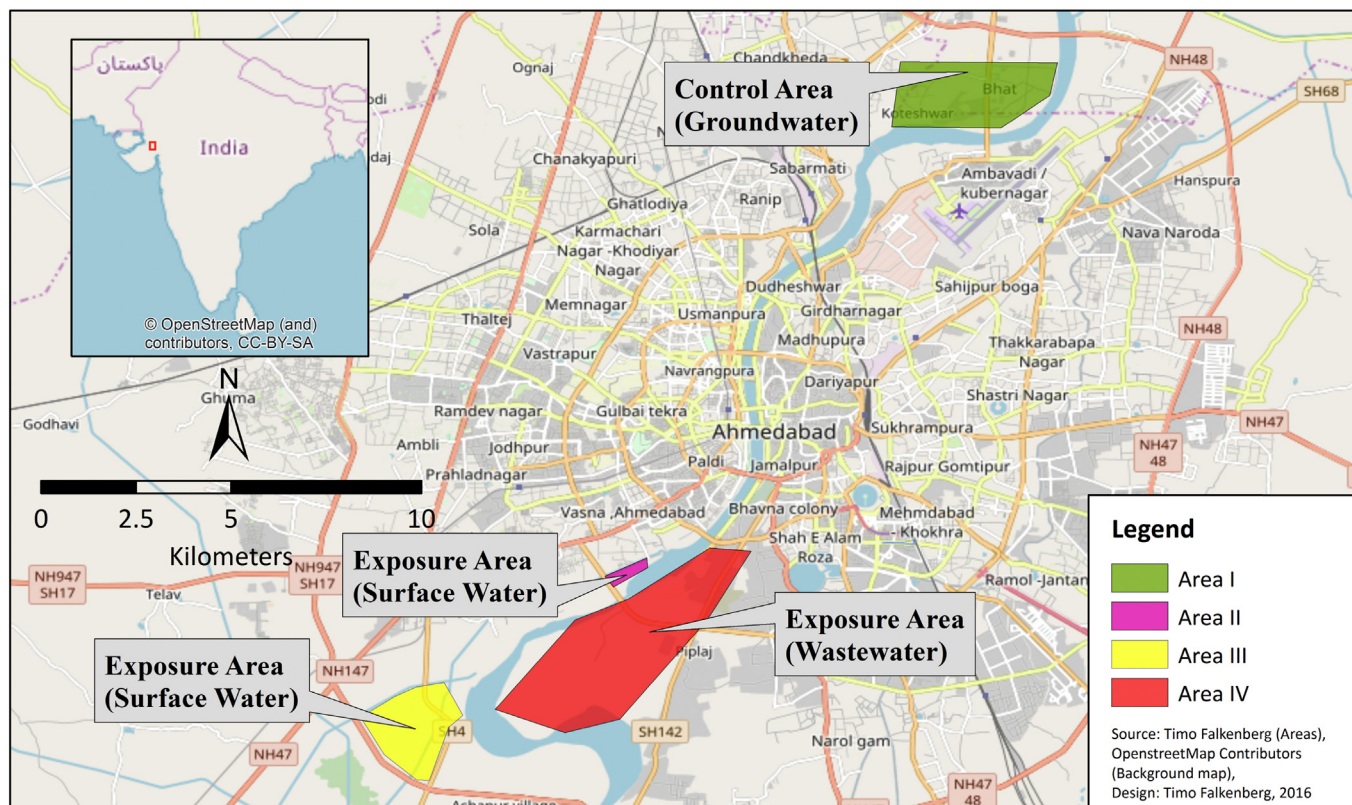 پاکستان
India
© OpenStreetMap (and)
contributors, CC-BY-SA
N
0 2.5 5 10
Kilometers
Control Area
(Groundwater)
Exposure Area
(Surface Water)
Exposure Area
(Wastewater)
Exposure Area
(Surface Water)
Ognaj
Chandkheda
Bhat
Koteshwar
NH48
SH68
Chanakyapuri
Sabarmati
Ambavadi /
kubernagar
Hanspura
Ghatlodiya
Ranip
Sola
Karmachari
Nagar -Khodiyar
Nagar
Nava Naroda
Dudheshwar
Sahijpur boga
Memnagar
Usmanpura
Girdharnagar
Thaltej
Madhupura
NH48
Thakkarabapa
Nagar
Vastrapur
Navrangpura
Dariyapur
Shastri Nagar
Ghuma
Godhavi
Ramdev nagar
Gulbai tekra
Ahmedabad
Sukhrampura
NH47
48
Ambli
Jodhpur
Paldi
Jamalpur
Rajpur Gomtipur
Prahladnagar
Vasna ,Ahmedabad
Bhavna colony
Mehmdabad
- Khokhra
Shah E Alam
Roza
Ramol -Jantan
NH947
SH17
Telav
NH947
SH17
Piplaj
NH147
NH47
SH4
SH142
Narol gam
NH47
48
Legend
Area I
Area II
Area III
Area IV
Source: Timo Falkenberg (Areas),
OpenstreetMap Contributors
(Background map),
Design: Timo Falkenberg, 2016